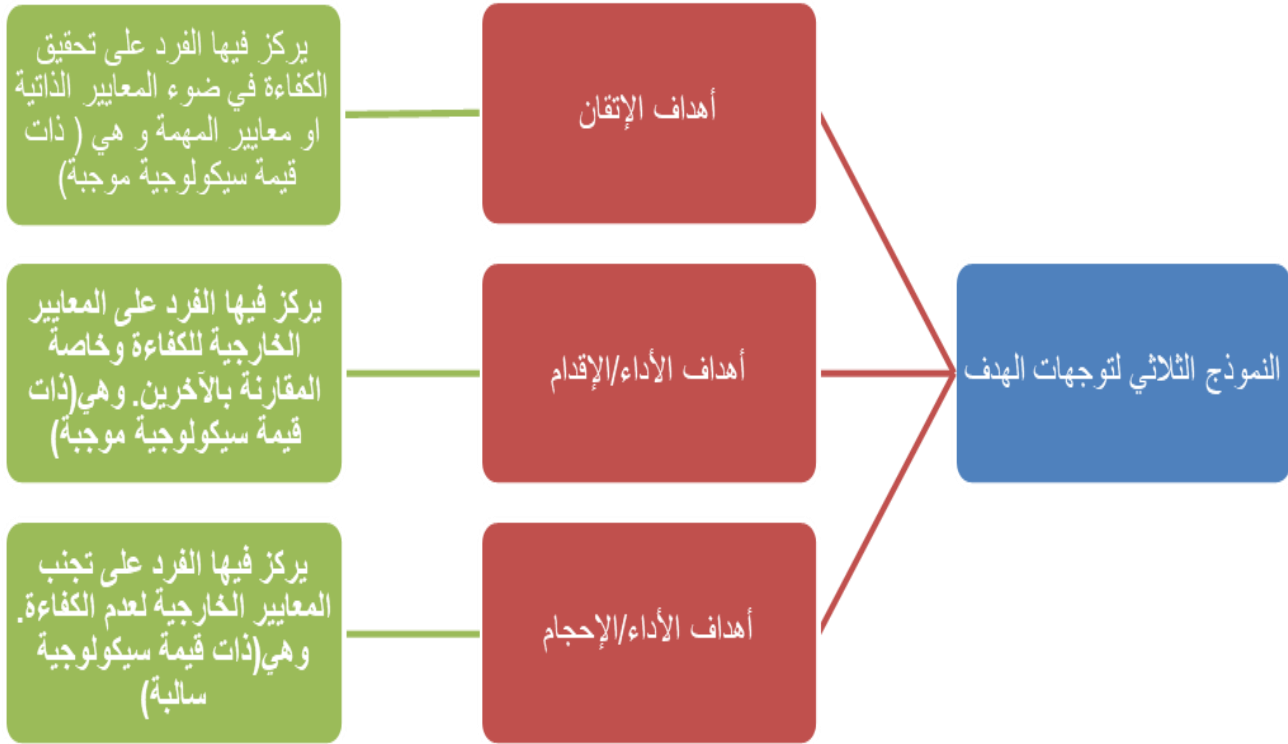 النموذج الثلاثي لتوجهات الهدف
أهداف الإتقان
يركز فيها الفرد على تحقيق
الكفاءة في ضوء المعايير الذاتية
او معايير المهمة و هي ( ذات
قيمة سيكولوجية موجبة)
أهداف الأداء/الإقدام
يركز فيها الفرد على المعايير
الخارجية للكفاءة وخاصة
المقارنة بالآخرين. وهي(ذات
قيمة سيكولوجية موجبة)
أهداف الأداء/الإحجام
يركز فيها الفرد على تجنب
المعايير الخارجية لعدم الكفاءة.
وهي(ذات قيمة سيكولوجية
سالبة)